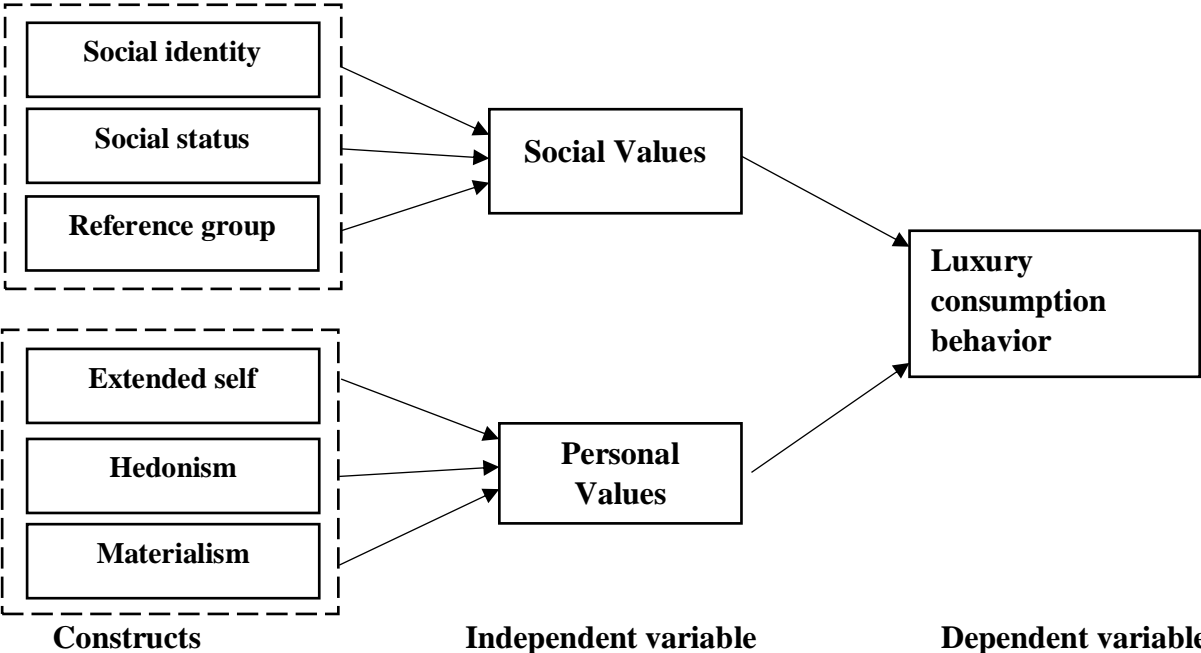 Social identity
Social status
Reference group
Social Values
Luxury
consumption
behavior
Extended self
Hedonism
Materialism
Personal
Values
Constructs
Independent variable
Dependent variable